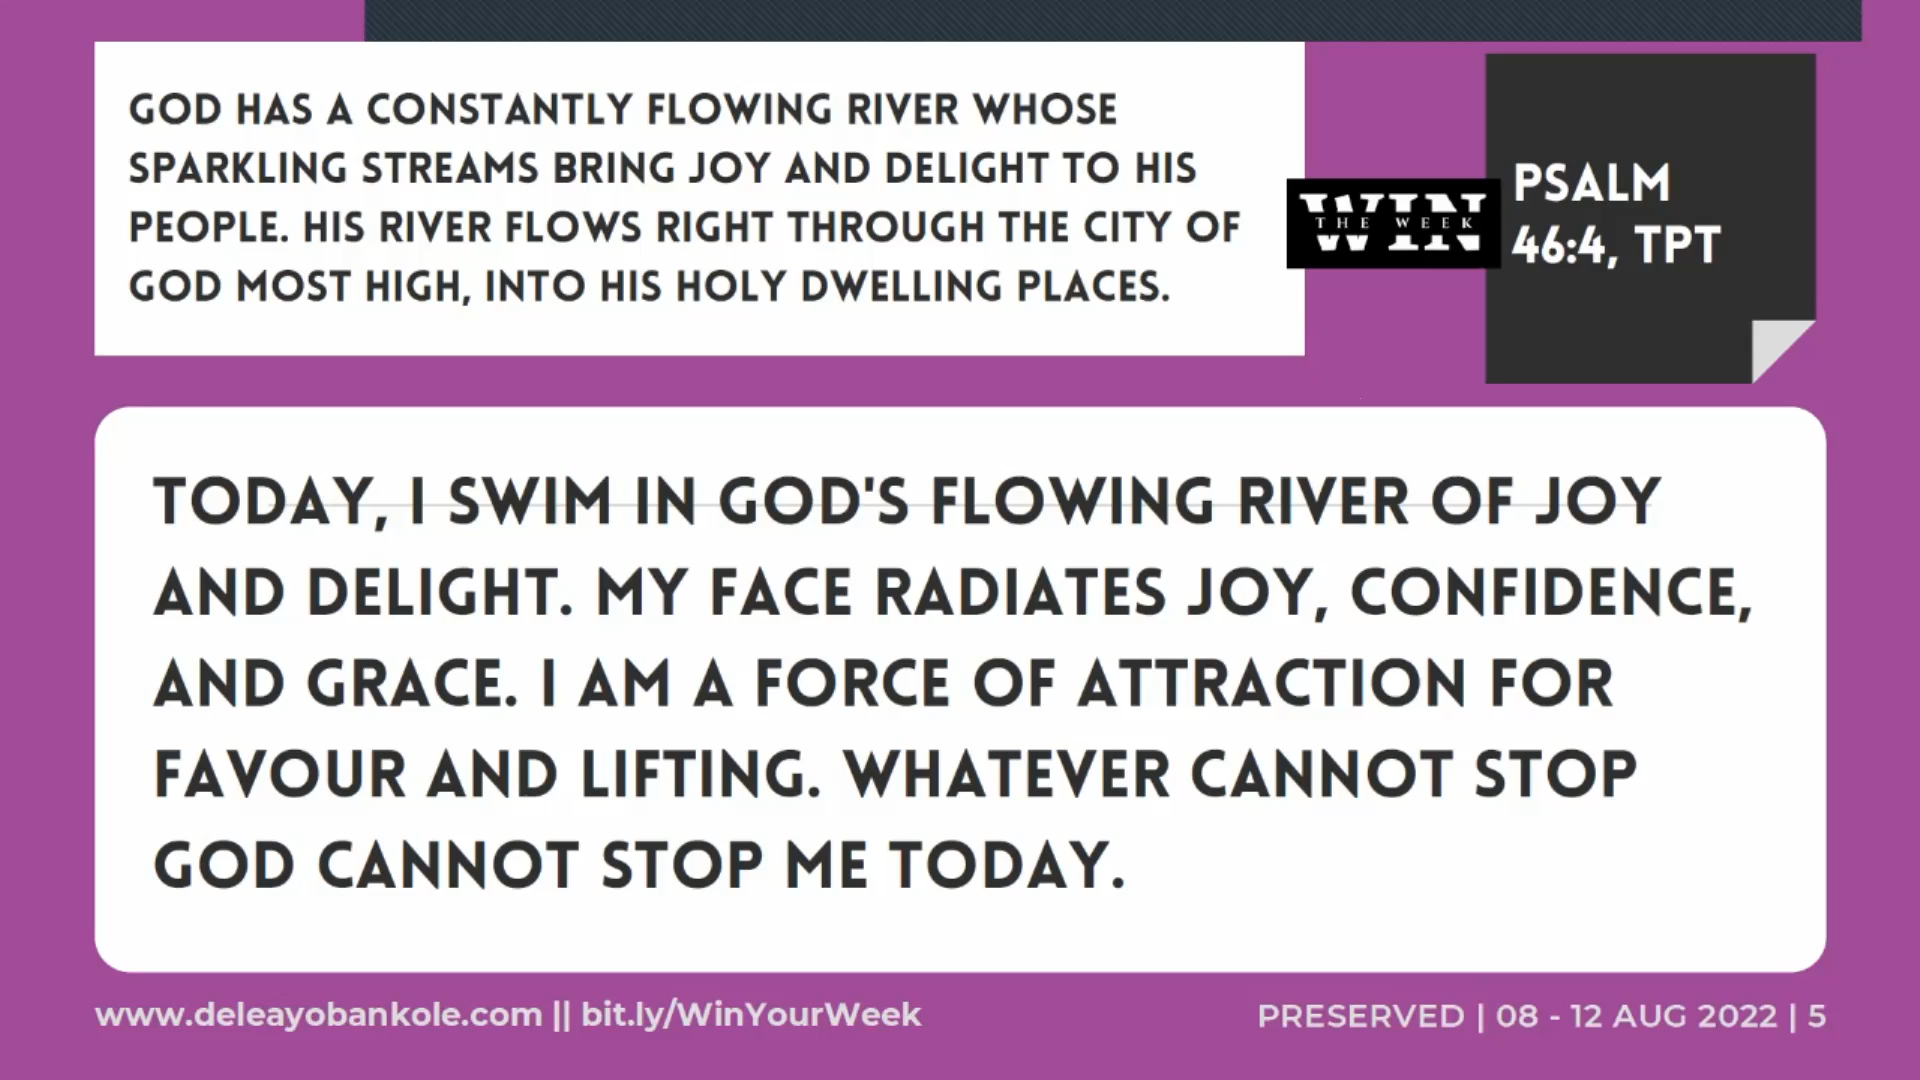 GOD HAS A CONSTANTLY FLOWING RIVER WHOSE
SPARKLING STREAMS BRING JOY AND DELIGHT TO HIS
PEOPLE. HIS RIVER FLOWS RIGHT THROUGH THE CITY OF
GOD MOST HIGH, INTO HIS HOLY DWELLING PLACES.
WIN
THE WEEK
PSALM
46:4, TPT
TODAY, I SWIM IN GOD'S FLOWING RIVER OF JOY
AND DELIGHT. MY FACE RADIATES JOY, CONFIDENCE,
AND GRACE. I AM A FORCE OF ATTRACTION FOR
FAVOUR AND LIFTING. WHATEVER CANNOT STOP
GOD CANNOT STOP ME TODAY.
www.deleayobankole.com || bit.ly/WinYourWeek
PRESERVED | 08 - 12 AUG 2022 | 5